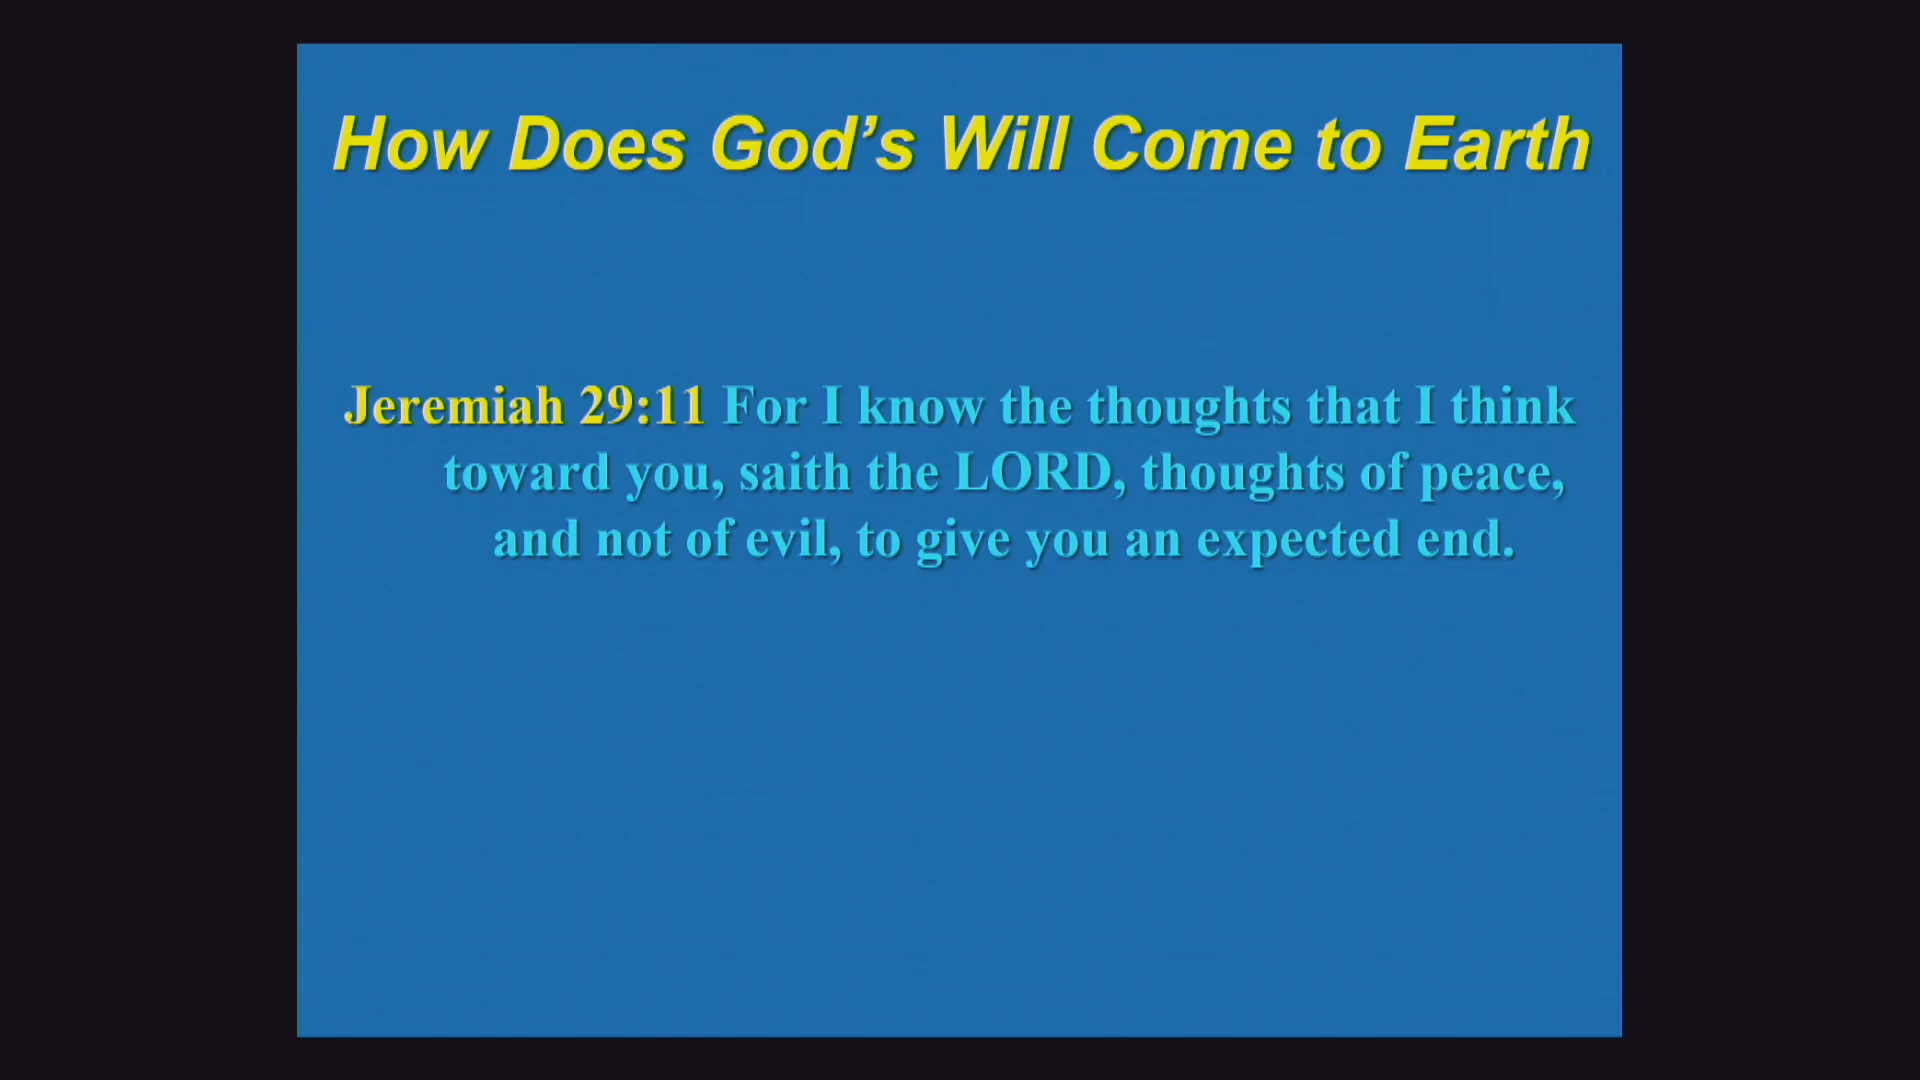 How Does God’s Will Come to Earth
Jeremiah 29:11 For I know the thoughts that I think
toward you, saith the LORD, thoughts of peace,
and not of evil, to give you an expected end.